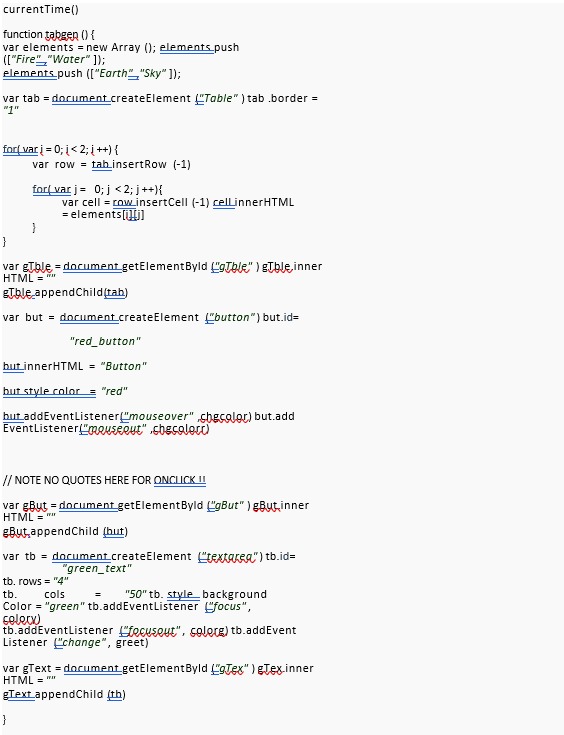 currentTime()
function tabgen () {
var elements = new Array (); elements.push
(["Fire","Water" ]);
elements.push (["Earth","Sky" ]);
var tab = document.createElement ("Table" ) tab .border =
"1"
for( var i = 0; i < 2; i ++) {
var row = tab.insertRow (-1)
for( var j = 0; j < 2; j ++){
var cell = row.insertCell (-1) cell.innerHTML
= elements[i][j]
}
}
var gTble = document.getElementById ("gTble" ) gTble.inner
HTML = ""
gTble.appendChild(tab)
var but = document.createElement ("button") but.id=
"red_button"
but.innerHTML = "Button"
but.style.color = "red"
but.addEventListener("mouseover" ,chgcolor) but.add
EventListener("mouseout" ,chgcolorr)
// NOTE NO QUOTES HERE FOR ONCLICK !!
var gBut = document.getElementById ("gBut" ) gBut.inner
HTML = ""
gBut.appendChild (but)
var tb = document.createElement ("textarea") tb.id=
"green_text"
tb. rows = "4"
tb. cols = "50" tb. style. background
Color = "green" tb.addEventListener ("focus",
colory)
tb.addEventListener ("focusout", colorg) tb.addEvent
Listener ("change", greet)
var gText = document.getElementById ("gTex" ) gTex.inner
HTML = ""
gText.appendChild (tb)
}